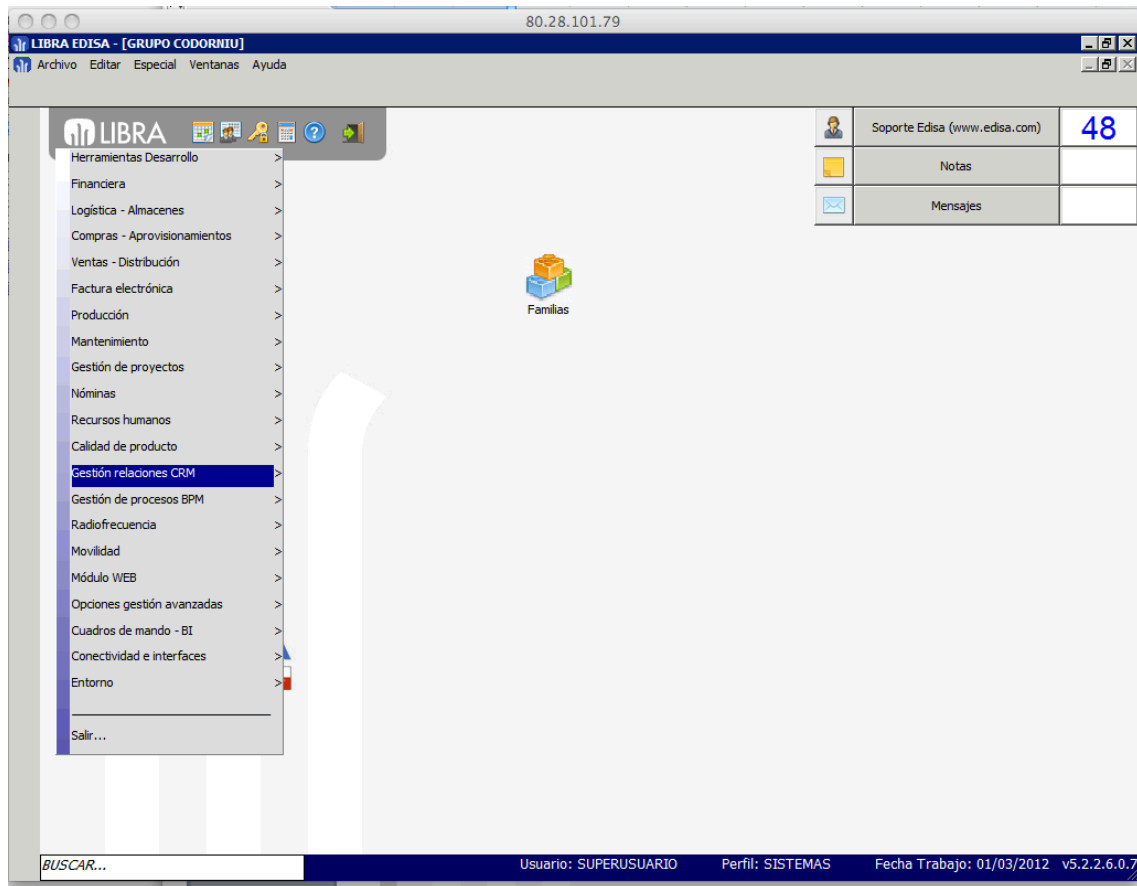 80.28.101.79
LIBRA EDISA - [GRUPO CODORNIU]
Archivo Editar Especial Ventanas Ayuda
LIBRA
Soporte Edisa (www.edisa.com) 48
Notas
Mensajes
Herramientas Desarrollo >
Financiera >
Logística - Almacenes >
Compras - Aprovisionamientos >
Ventas - Distribución >
Factura electrónica >
Producción >
Mantenimiento >
Gestión de proyectos >
Nóminas >
Recursos humanos >
Calidad de producto >
Gestión relaciones CRM >
Gestión de procesos BPM >
Radiofrecuencia >
Movilidad >
Módulo WEB >
Opciones gestión avanzadas >
Cuadros de mando - BI >
Conectividad e interfaces >
Entorno >
Salir...
Familias
BUSCAR... Usuario: SUPERUSUARIO Perfil: SISTEMAS Fecha Trabajo: 01/03/2012 v5.2.2.6.0.7